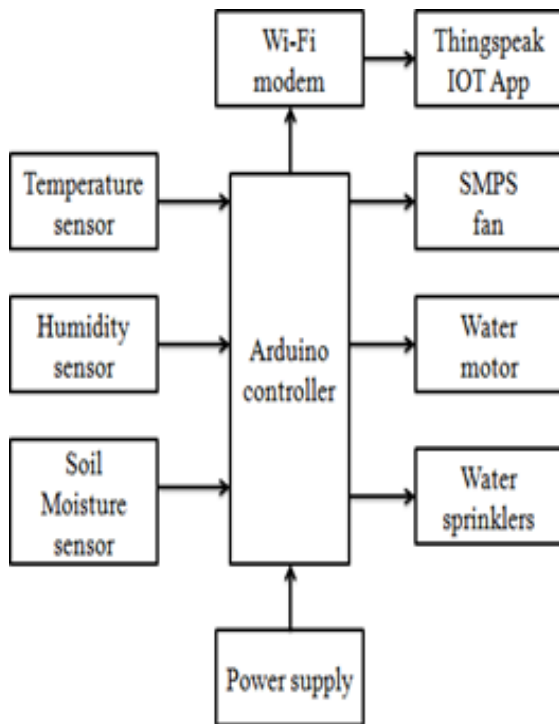 Wi-Fi
modem
Thingspeak
IOT App
Temperature
sensor
SMPS
fan
Humidity
sensor
Arduino
controller
Water
motor
Soil
Moisture
sensor
Water
sprinklers
Power supply